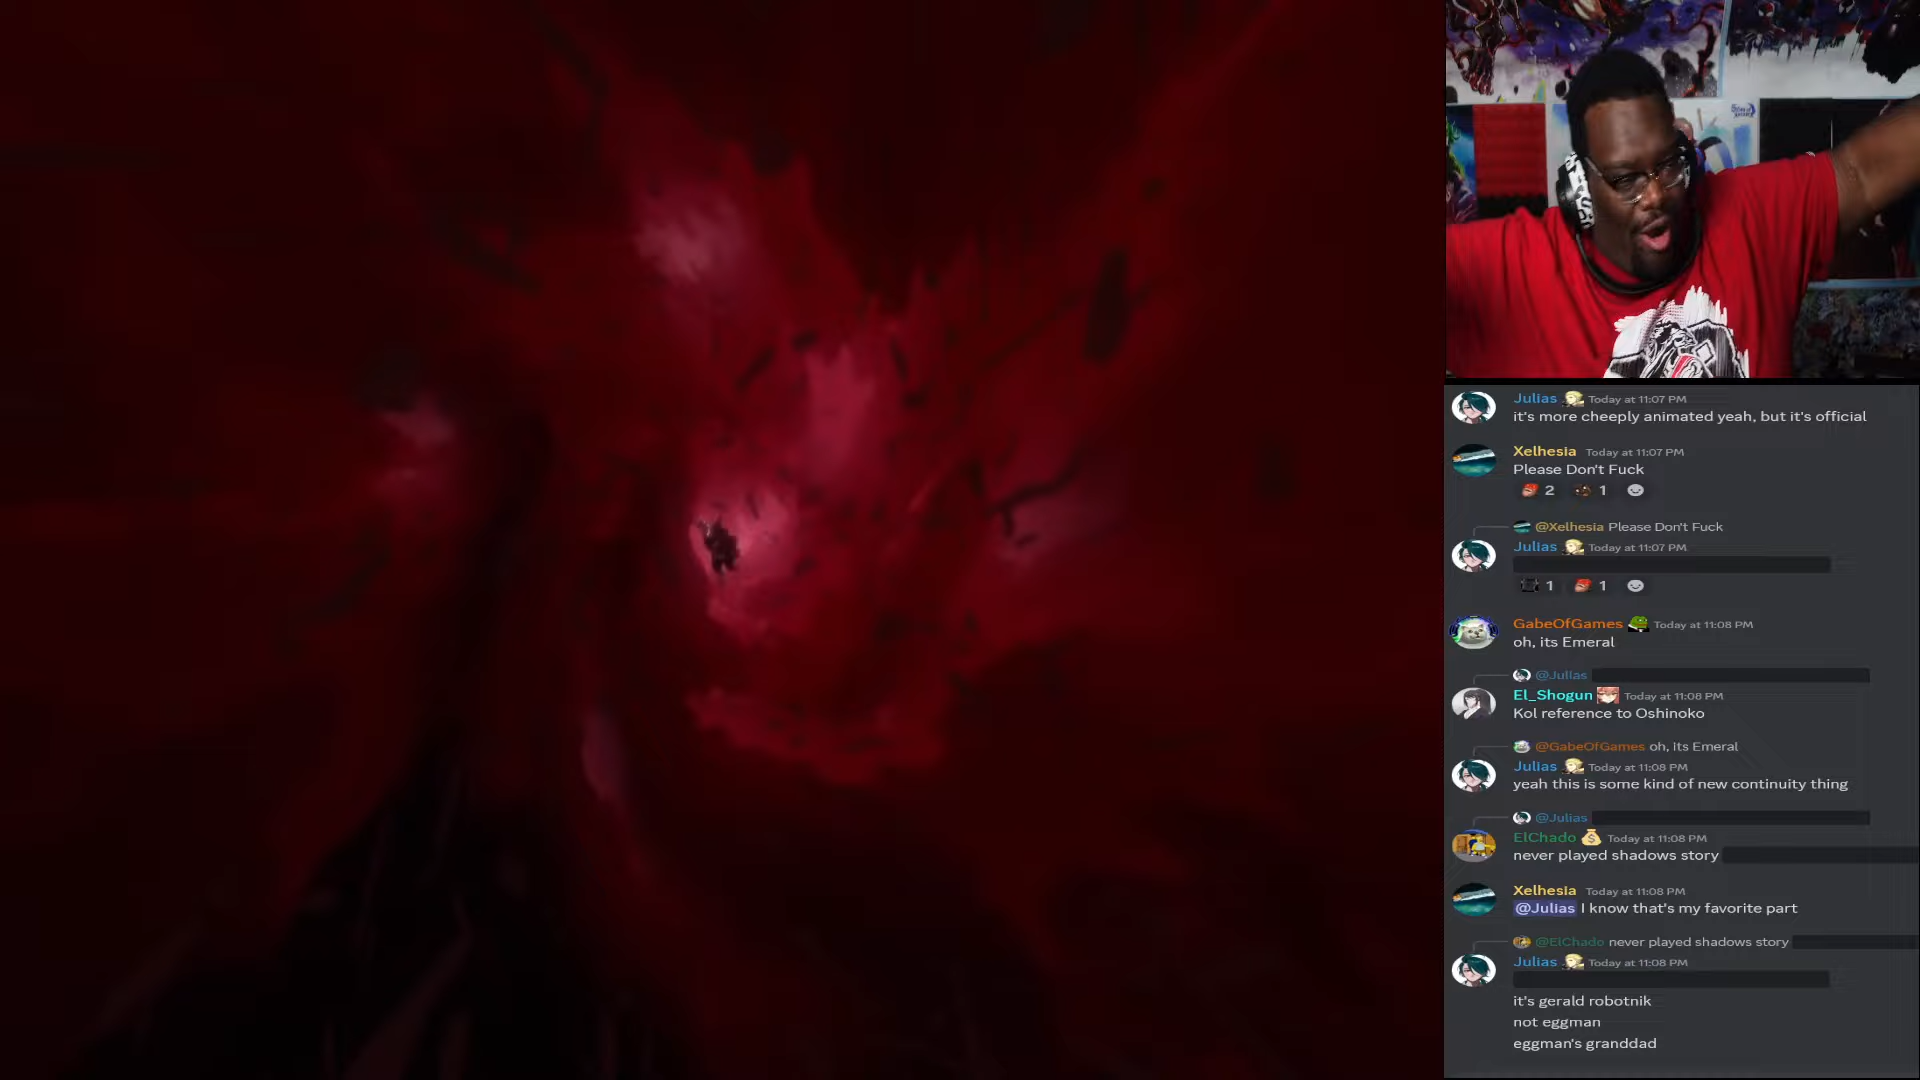 Julias Today at 11:07 PM
it's more cheeply animated yeah, but it's official
Xelhesia Today at 11:07 PM
Please Don't Fuck
2 1
@Xelhesia Please Don't Fuck
Julias Today at 11:07 PM
1 1
GabeOfGames Today at 11:08 PM
oh, its Emeral
@Julias
El_Shogun Today at 11:08 PM
Kol reference to Oshinoko
@GabeOfGames oh, its Emeral
Julias Today at 11:08 PM
yeah this is some kind of new continuity thing
@Julias
ElChado Today at 11:08 PM
never played shadows story
Xelhesia Today at 11:08 PM
@Julias I know that's my favorite part
@ElChado never played shadows story
Julias Today at 11:08 PM
it's gerald robotnik
not eggman
eggman's granddad